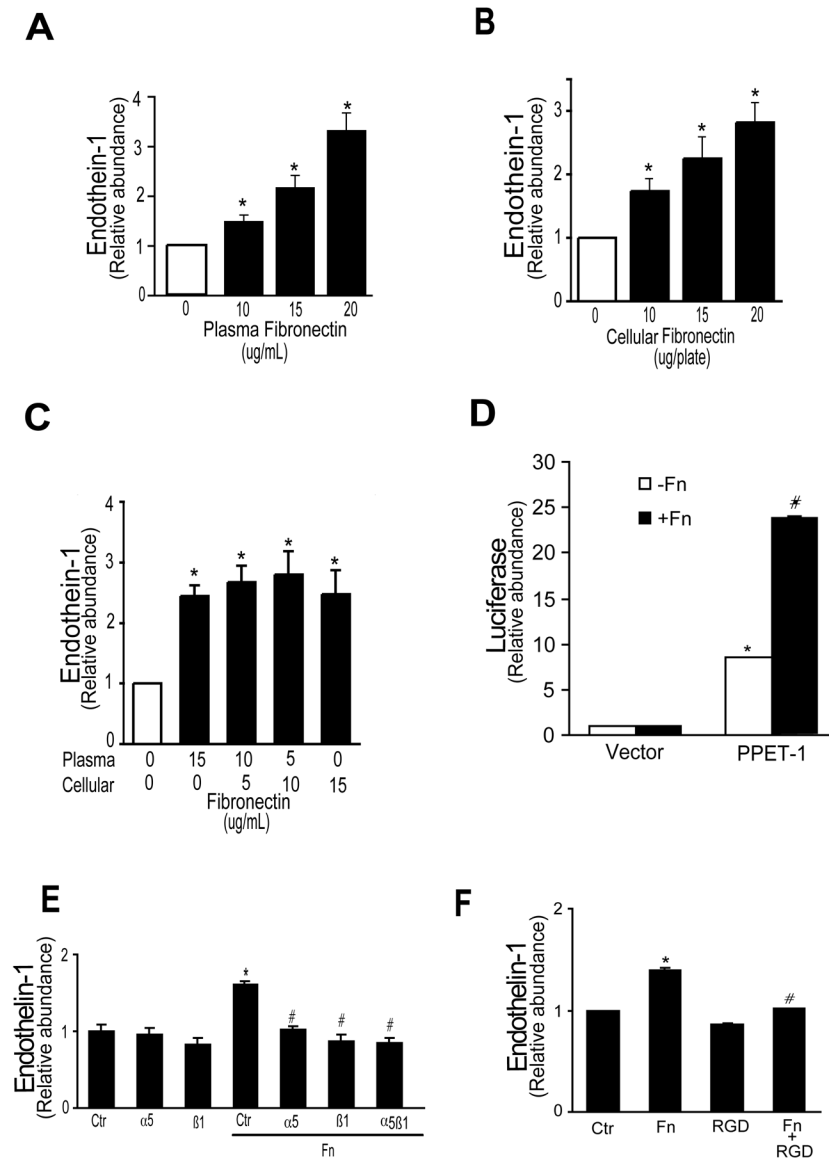 A
Endothein-1
(Relative abundance)
4
3
2
1
0
*
*
*
0 10 15 20
Plasma Fibronectin
(ug/mL)
B
Endothein-1
(Relative abundance)
3
2
1
0
*
*
*
0 10 15 20
Cellular Fibronectin
(ug/plate)
C
Endothein-1
(Relative abundance)
4
3
2
1
0
* * * *
Plasma 0 15 10 5 0
Cellular 0 0 5 10 15
Fibronectin
(ug/mL)
D
Luciferase
(Relative abundance)
30
25
20
15
10
5
0
-Fn
+Fn
*
#
Vector PPET-1
E
Endothelin-1
(Relative abundance)
2
1
0
*
# # #
Ctr α5 ß1 Ctr α5 ß1 α5ß1
Fn
F
Endothelin-1
(Relative abundance)
2
1
0
*
#
Ctr Fn RGD Fn
+
RGD